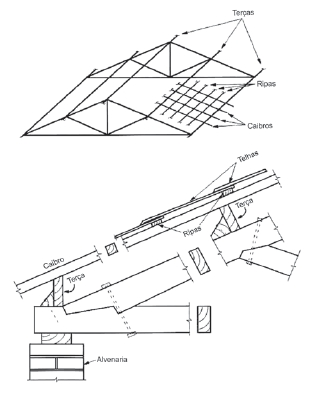 Terças
Ripas
Caibros
Telhas
Ripas
Terça
Caibro
Terça
Alvenaria